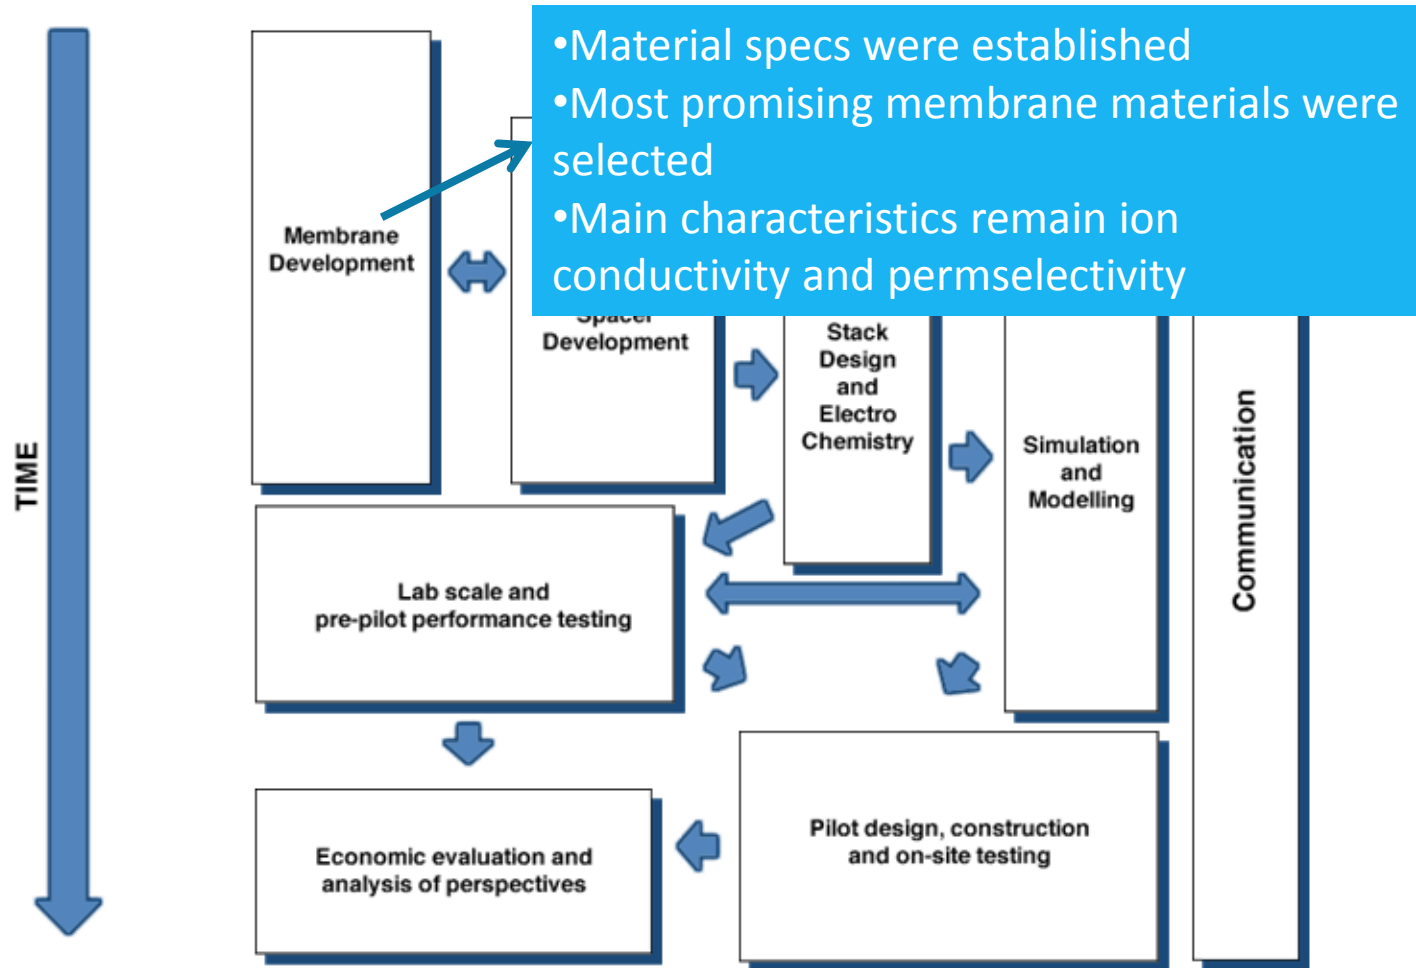 •Material specs were established
•Most promising membrane materials were
selected
•Main characteristics remain ion
conductivity and permselectivity
TIME
Membrane
Development
Spacer
Development
Stack
Design
and
Electro
Chemistry
Simulation
and
Modelling
Communication
Lab scale and
pre-pilot performance testing
Economic evaluation and
analysis of perspectives
Pilot design, construction
and on-site testing